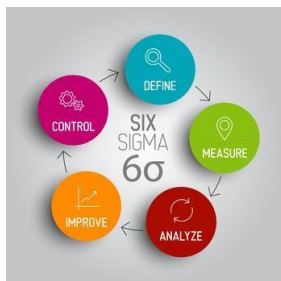 DEFINE
MEASURE
ANALYZE
IMPROVE
CONTROL
SIX
SIGMA
6σ